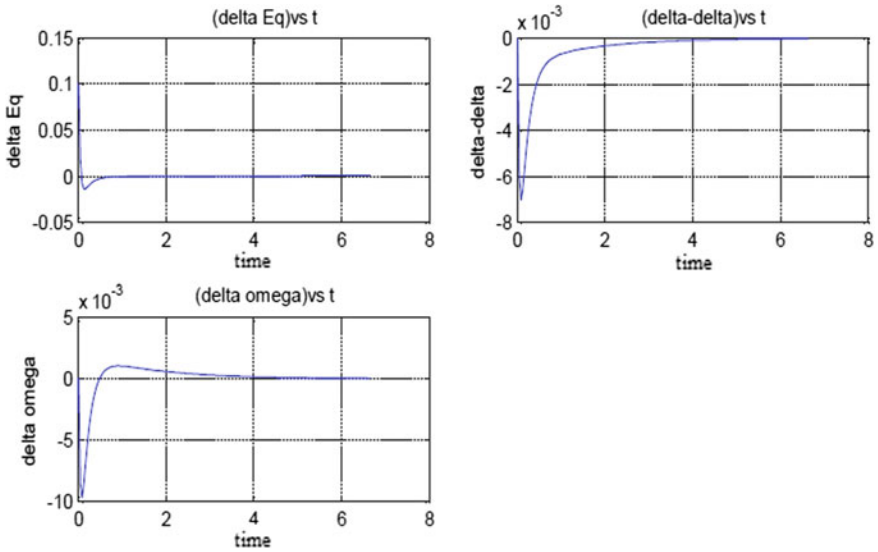 (delta Eq)vs t
0.15
0.1
0.05
0
-0.05
delta Eq
0 2 4 6 8
time
(delta-delta)vs t
x 10^-3
0
-2
-4
-6
-8
delta-delta
0 2 4 6 8
time
(delta omega)vs t
x 10^-3
5
0
-5
-10
delta omega
0 2 4 6 8
time